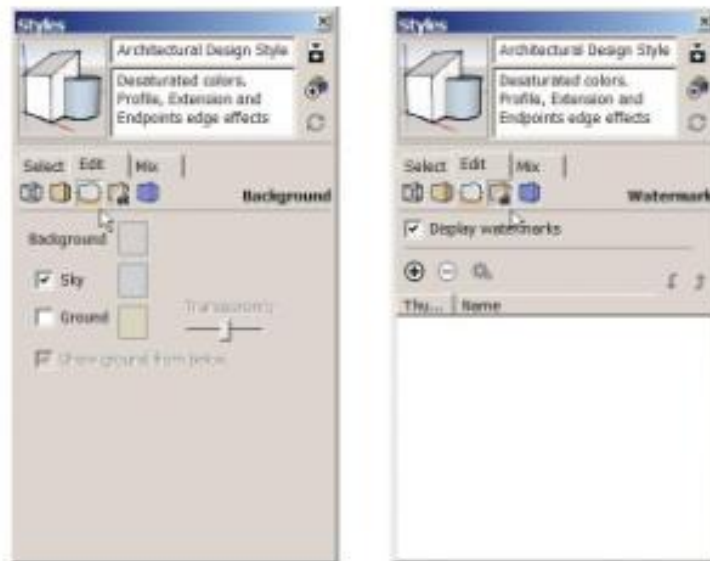 Styles
Architectural Design Style
Desaturated colors.
Profile, Extension and
Endpoints edge effects
Select Edit Mix
Background
Background
Sky
Ground
Transparency
Show ground from below
Styles
Architectural Design Style
Desaturated colors.
Profile, Extension and
Endpoints edge effects
Select Edit Mix
Watermark
Display watermarks
Thu... Name